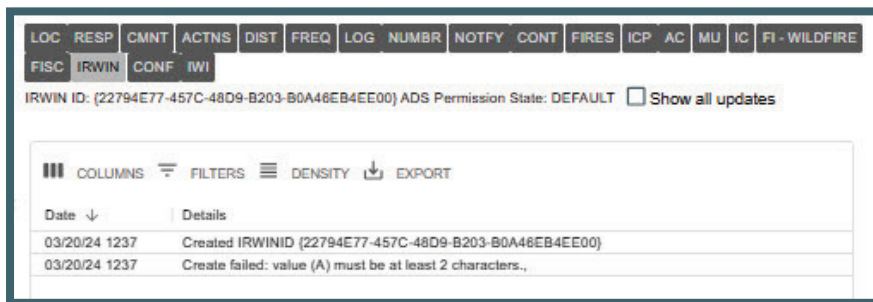 LOC RESP CMNT ACTNS DIST FREQ LOG NUMBR NOTFY CONT FIRES ICP AC MU IC FI - WILDFIRE
FISC IRWIN CONF IWI
IRWIN ID: {22794E77-457C-48D9-B203-B0A46EB4EE00} ADS Permission State: DEFAULT Show all updates
COLUMNS FILTERS DENSITY EXPORT
Date ↓ Details
03/20/24 1237 Created IRWINID {22794E77-457C-48D9-B203-B0A46EB4EE00}
03/20/24 1237 Create failed: value (A) must be at least 2 characters.,